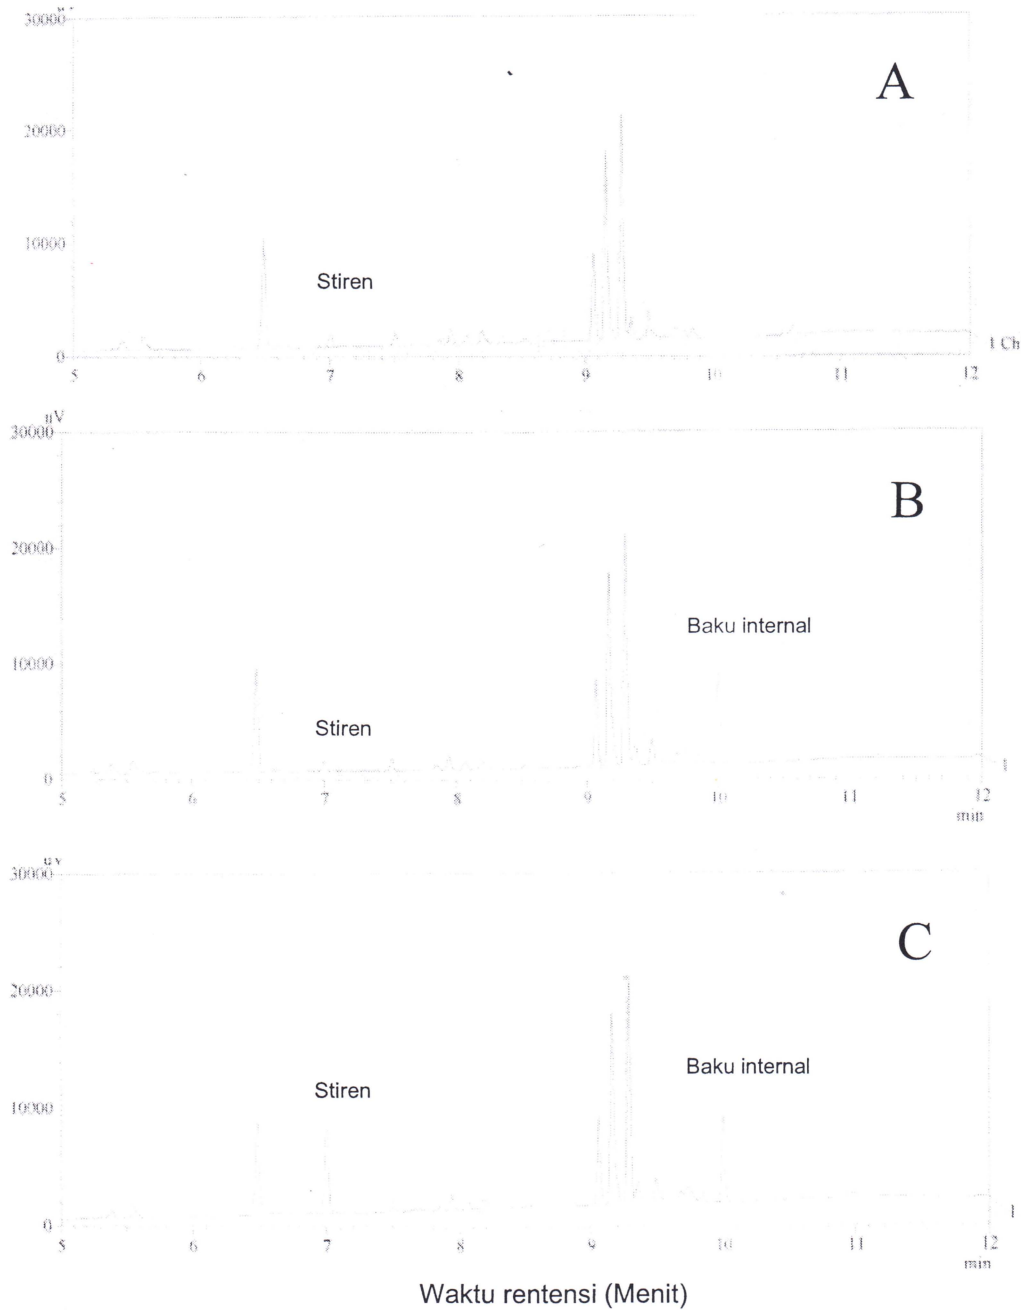 30000
A
20000
10000
Stiren
0
1 Ch
5 6 7 8 9 10 11 12
uV
30000
B
20000
Baku internal
10000
Stiren
0
5 6 7 8 9 10 11 12
min
uV
30000
C
20000
Baku internal
Stiren
10000
0
5 6 7 8 9 10 11 12
min
Waktu rentensi (Menit)